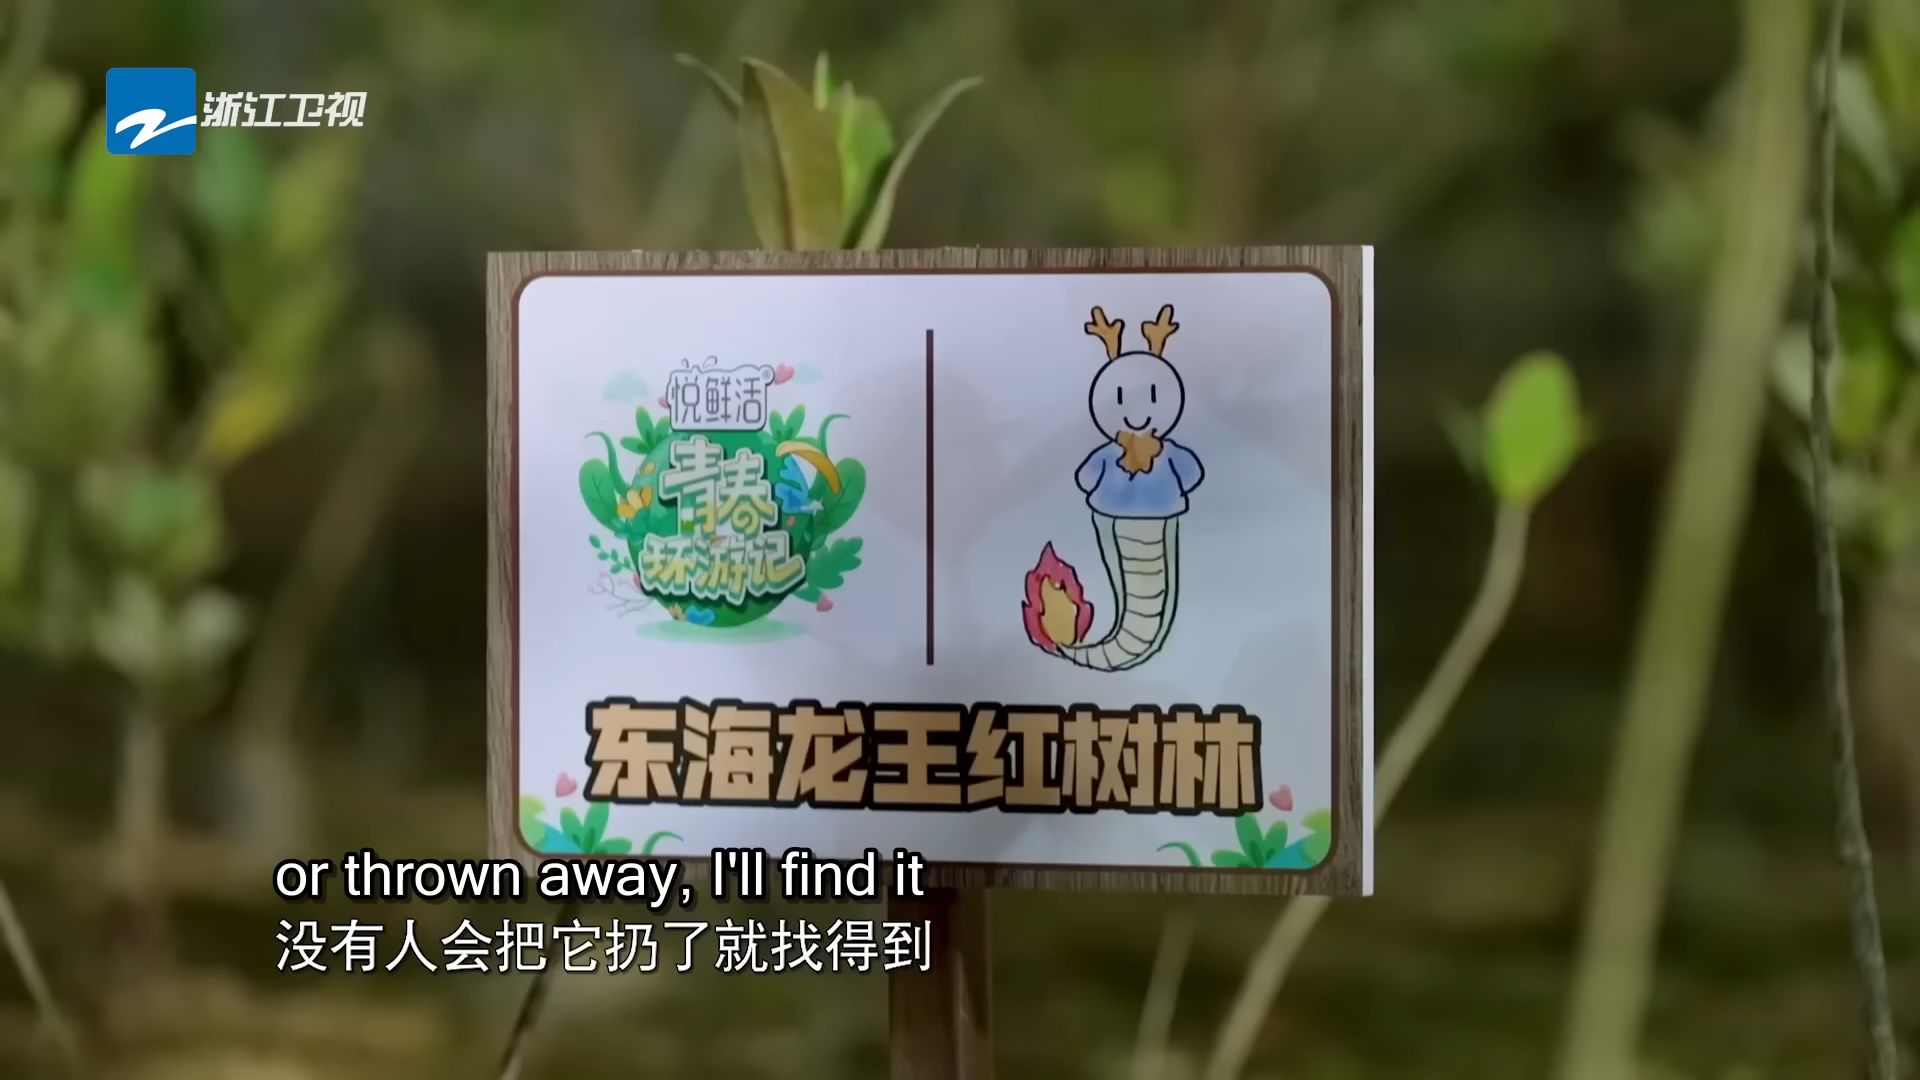 浙江卫视
悦鲜活®
青春
环游记
东海龙王红树林
or thrown away, I'll find it
没有人会把它扔了就找得到